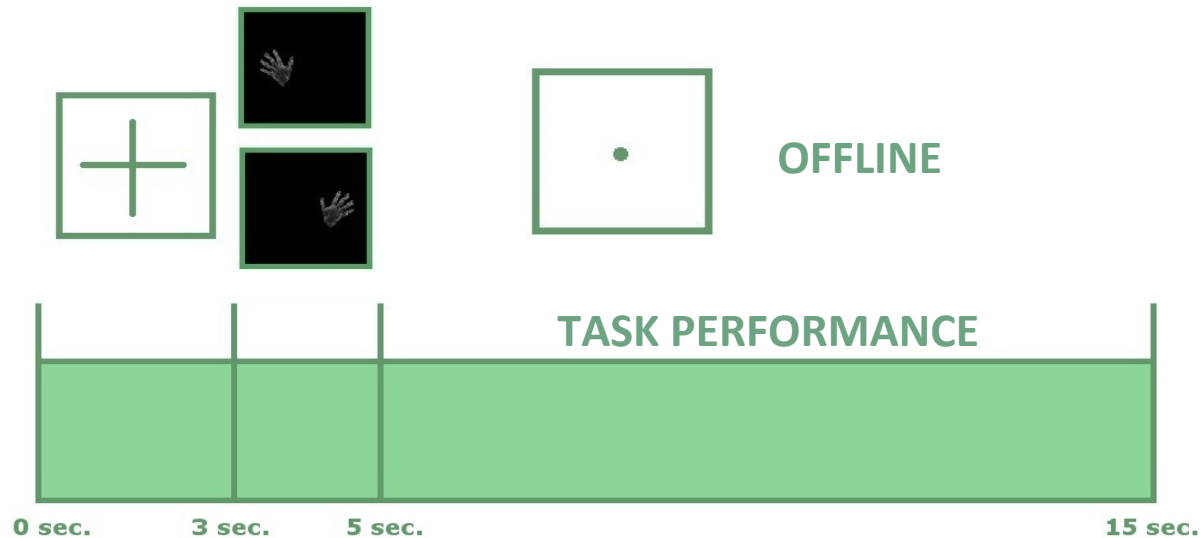 OFFLINE
TASK PERFORMANCE
0 sec.
3 sec.
5 sec.
15 sec.